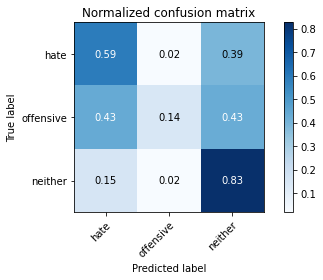 Normalized confusion matrix
True label
hate 0.59 0.02 0.39
offensive 0.43 0.14 0.43
neither 0.15 0.02 0.83
hate offensive neither
Predicted label
0.8
0.7
0.6
0.5
0.4
0.3
0.2
0.1